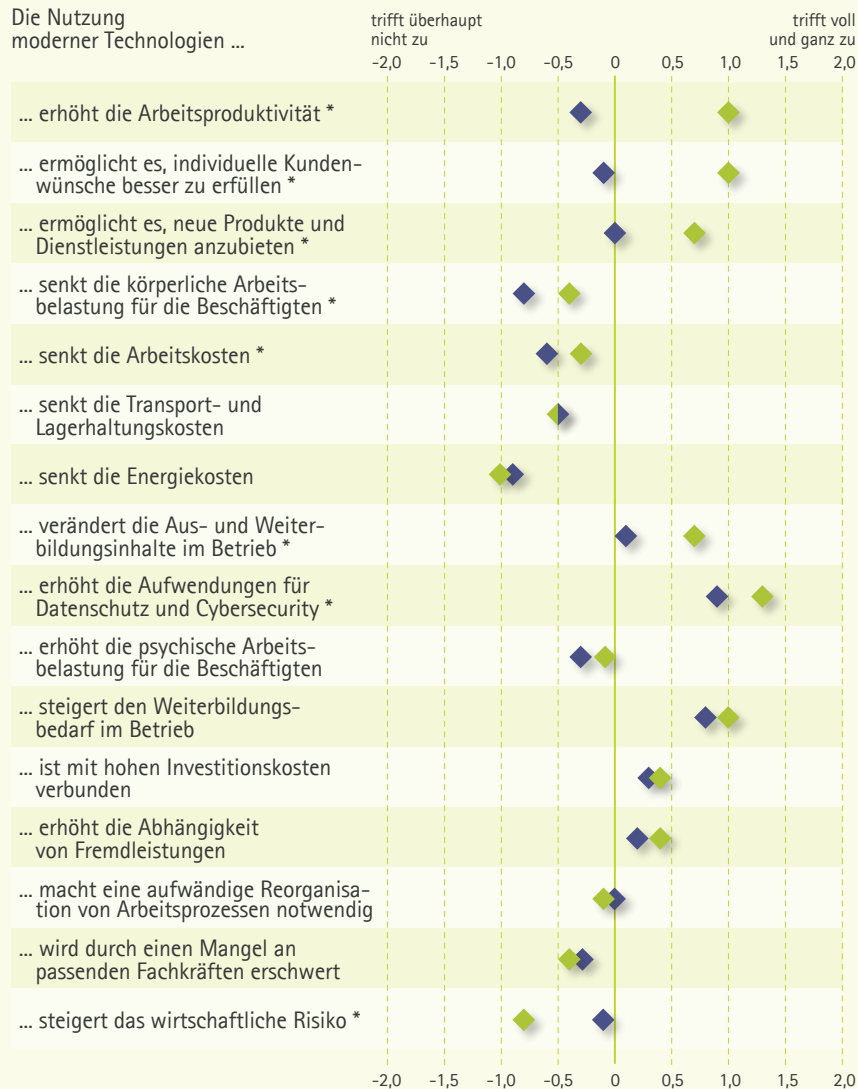 Die Nutzung
moderner Technologien ...
trifft überhaupt
nicht zu
trifft voll
und ganz zu
-2,0 -1,5 -1,0 -0,5 0 0,5 1,0 1,5 2,0
... erhöht die Arbeitsproduktivität *
... ermöglicht es, individuelle Kunden-
wünsche besser zu erfüllen *
... ermöglicht es, neue Produkte und
Dienstleistungen anzubieten *
... senkt die körperliche Arbeits-
belastung für die Beschäftigten *
... senkt die Arbeitskosten *
... senkt die Transport- und
Lagerhaltungskosten
... senkt die Energiekosten
... verändert die Aus- und Weiter-
bildungsinhalte im Betrieb *
... erhöht die Aufwendungen für
Datenschutz und Cybersecurity *
... erhöht die psychische Arbeits-
belastung für die Beschäftigten
... steigert den Weiterbildungs-
bedarf im Betrieb
... ist mit hohen Investitionskosten
verbunden
... erhöht die Abhängigkeit
von Fremdleistungen
... macht eine aufwändige Reorganisa-
tion von Arbeitsprozessen notwendig
... wird durch einen Mangel an
passenden Fachkräften erschwert
... steigert das wirtschaftliche Risiko *
-2,0 -1,5 -1,0 -0,5 0 0,5 1,0 1,5 2,0